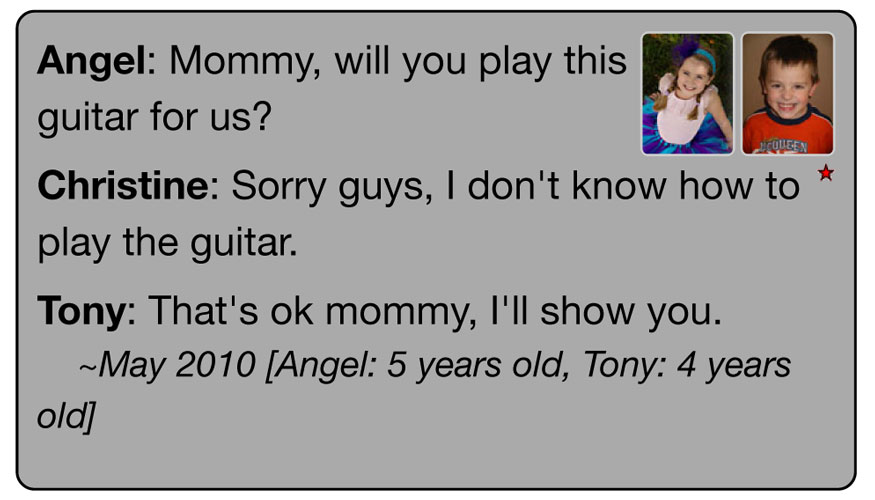 Angel: Mommy, will you play this
guitar for us?
Christine: Sorry guys, I don't know how to
play the guitar.
Tony: That's ok mommy, I'll show you.
~May 2010 [Angel: 5 years old, Tony: 4 years
old]